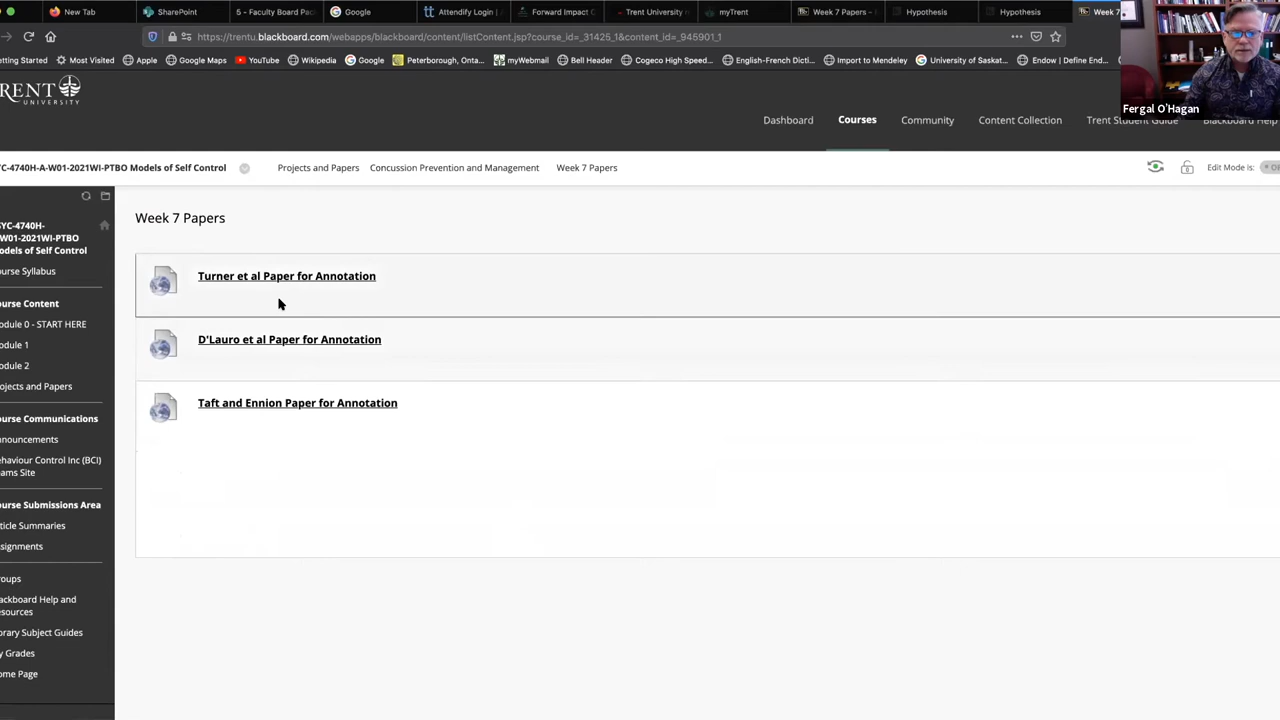 New Tab
SharePoint
5 - Faculty Board Pac
Google
Attendify Login |
Forward Impact C
Trent University
myTrent
Week 7 Papers –
Hypothesis
Hypothesis
Week 7
https://trentu.blackboard.com/webapps/blackboard/content/listContent.jsp?course_id=_31425_1&content_id=_945901_1
etting Started
Most Visited
Apple
Google Maps
YouTube
Wikipedia
Google
Peterborough, Onta...
myWebmail
Bell Header
Cogeco High Speed...
English-French Dicti...
Import to Mendeley
University of Saskat...
Endow | Define End...
Fergal O'Hagan
RENT
UNIVERSITY
Dashboard
Courses
Community
Content Collection
Trent Student Guide
Blackboard Help
YC-4740H-A-W01-2021WI-PTBO Models of Self Control
Projects and Papers
Concussion Prevention and Management
Week 7 Papers
Edit Mode is:
SYC-4740H-
W01-2021WI-PTBO
odels of Self Control
ourse Syllabus
ourse Content
odule 0 - START HERE
odule 1
odule 2
ojects and Papers
ourse Communications
nnouncements
ehaviour Control Inc (BCI)
eams Site
ourse Submissions Area
ticle Summaries
signments
roups
ackboard Help and
esources
brary Subject Guides
y Grades
ome Page
Week 7 Papers
Turner et al Paper for Annotation
D'Lauro et al Paper for Annotation
Taft and Ennion Paper for Annotation